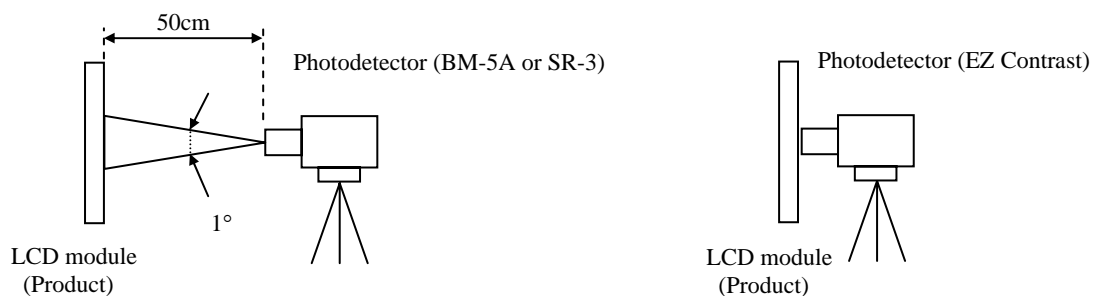 50cm
Photodetector (BM-5A or SR-3)
1°
LCD module
(Product)
Photodetector (EZ Contrast)
LCD module
(Product)